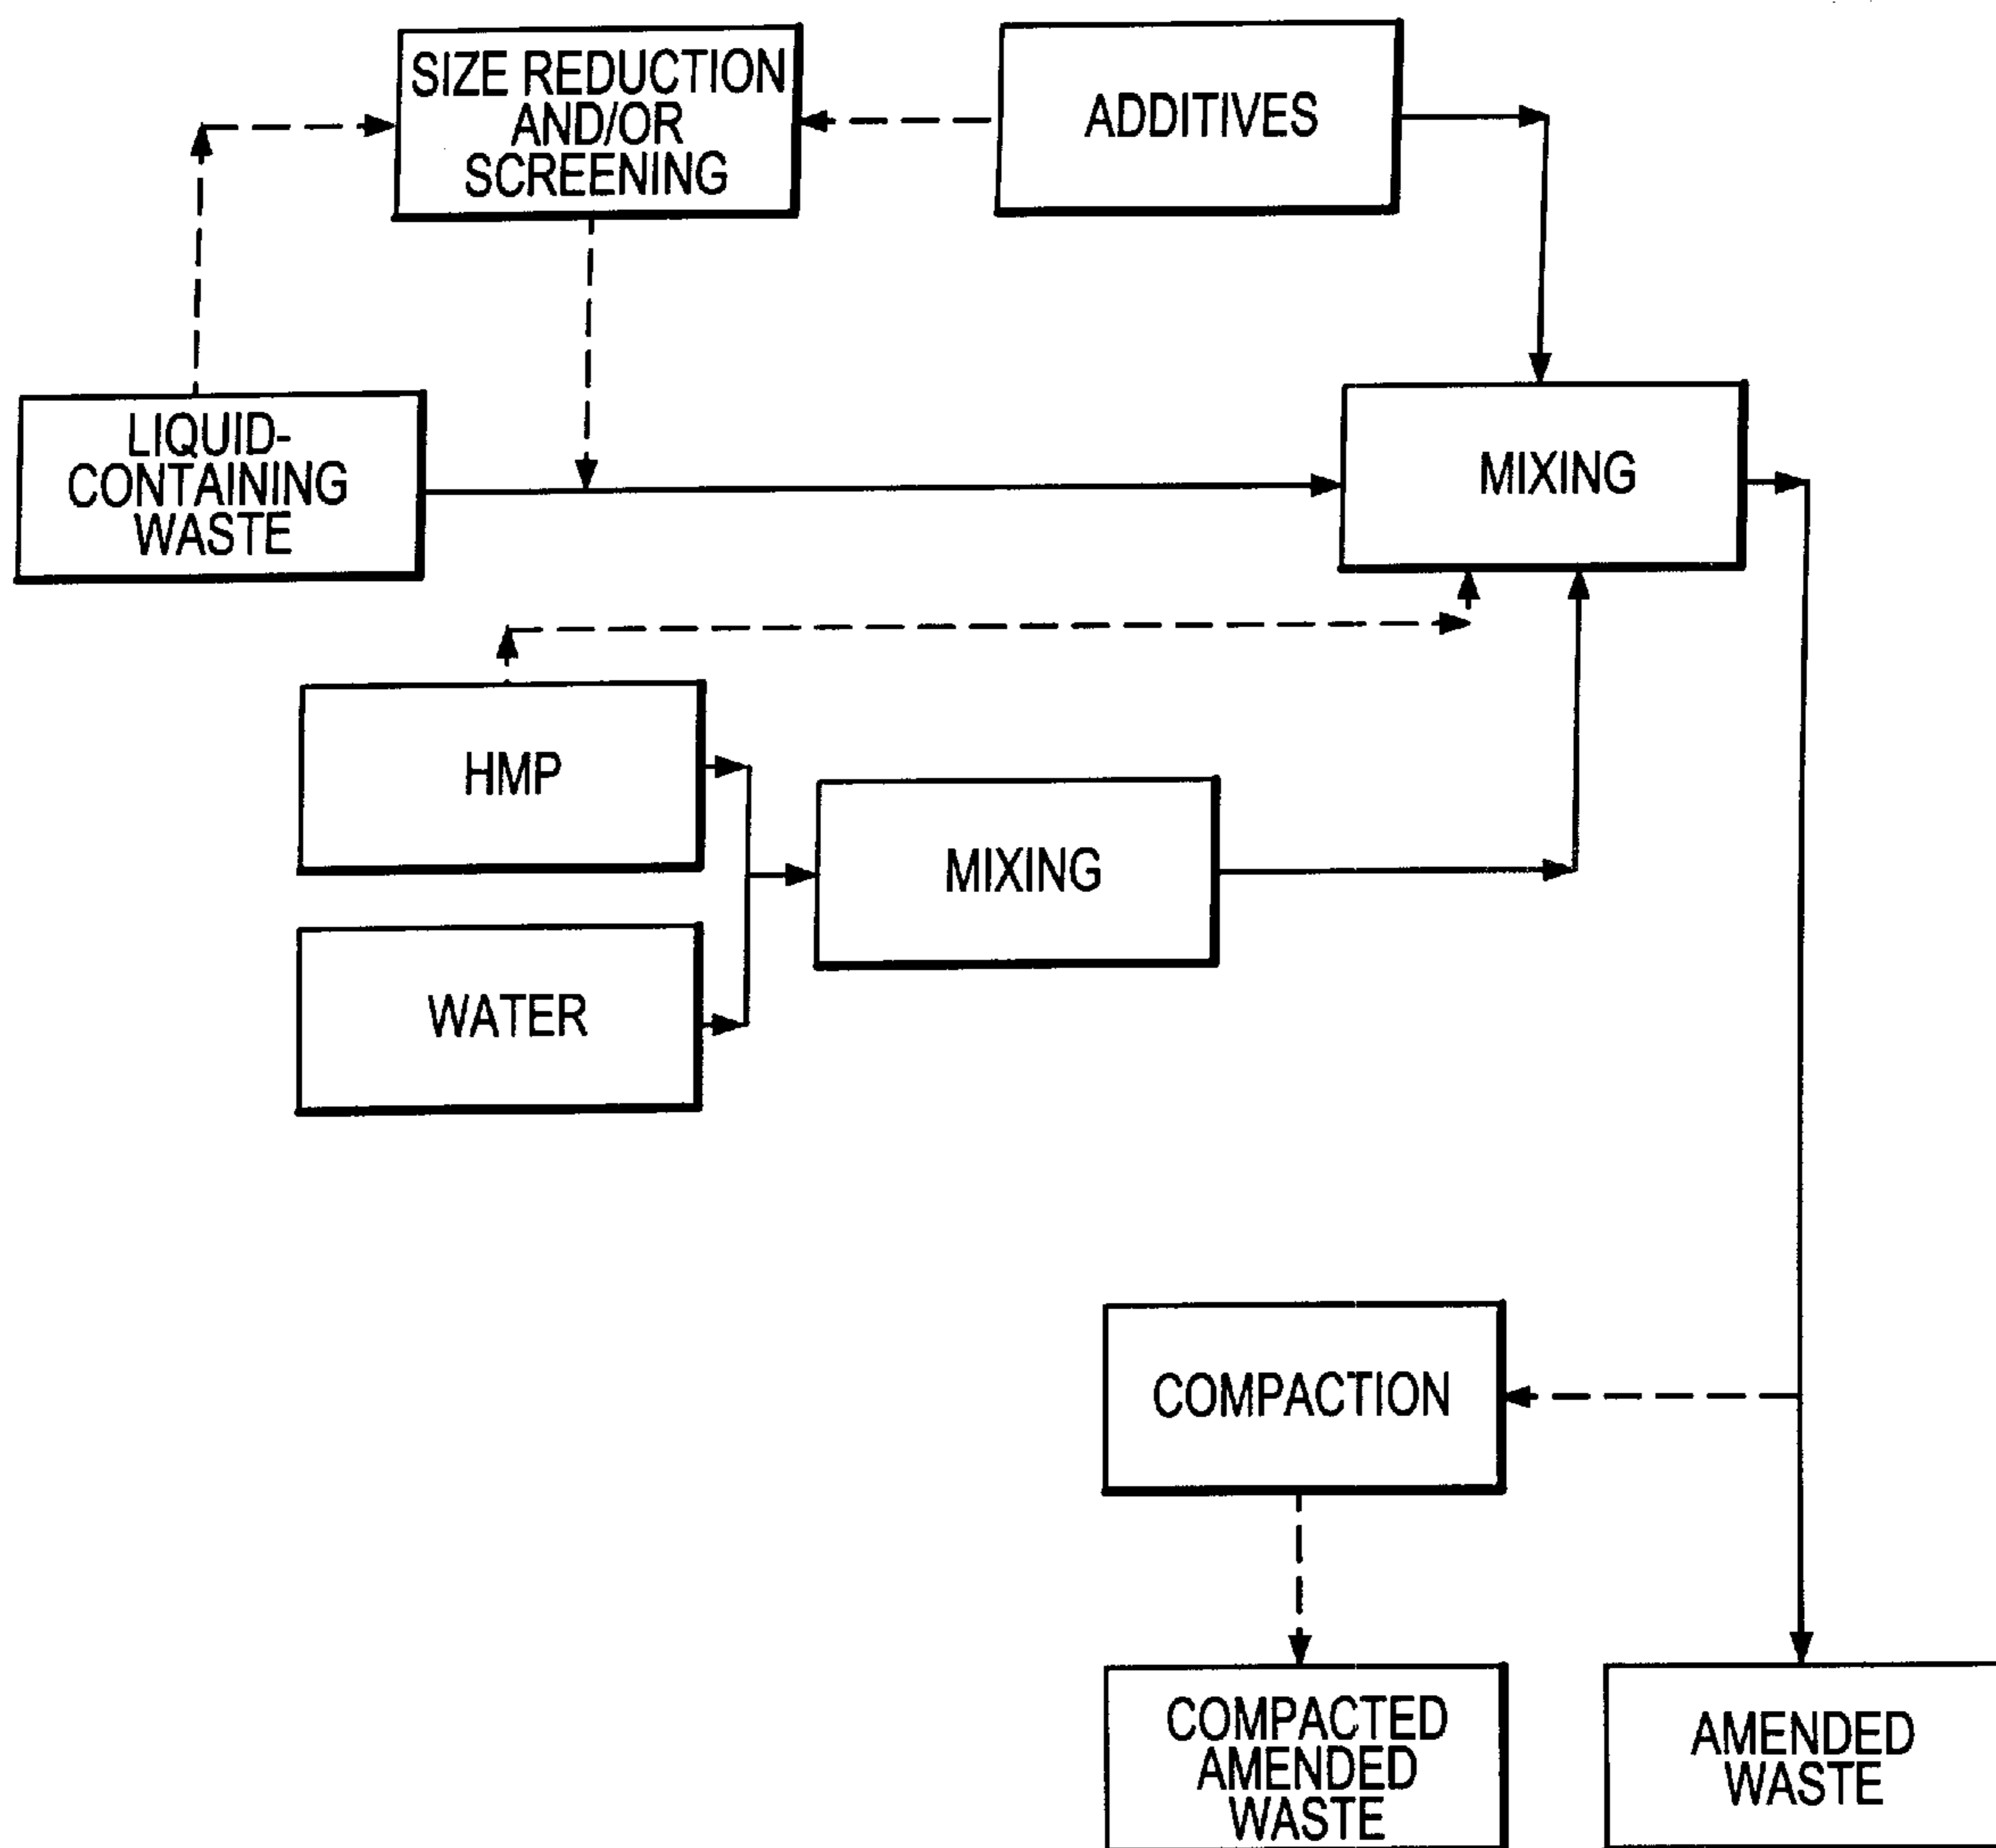 SIZE REDUCTION
AND/OR
SCREENING
ADDITIVES
LIQUID-
CONTAINING
WASTE
MIXING
HMP
MIXING
WATER
COMPACTION
COMPACTED
AMENDED
WASTE
AMENDED
WASTE